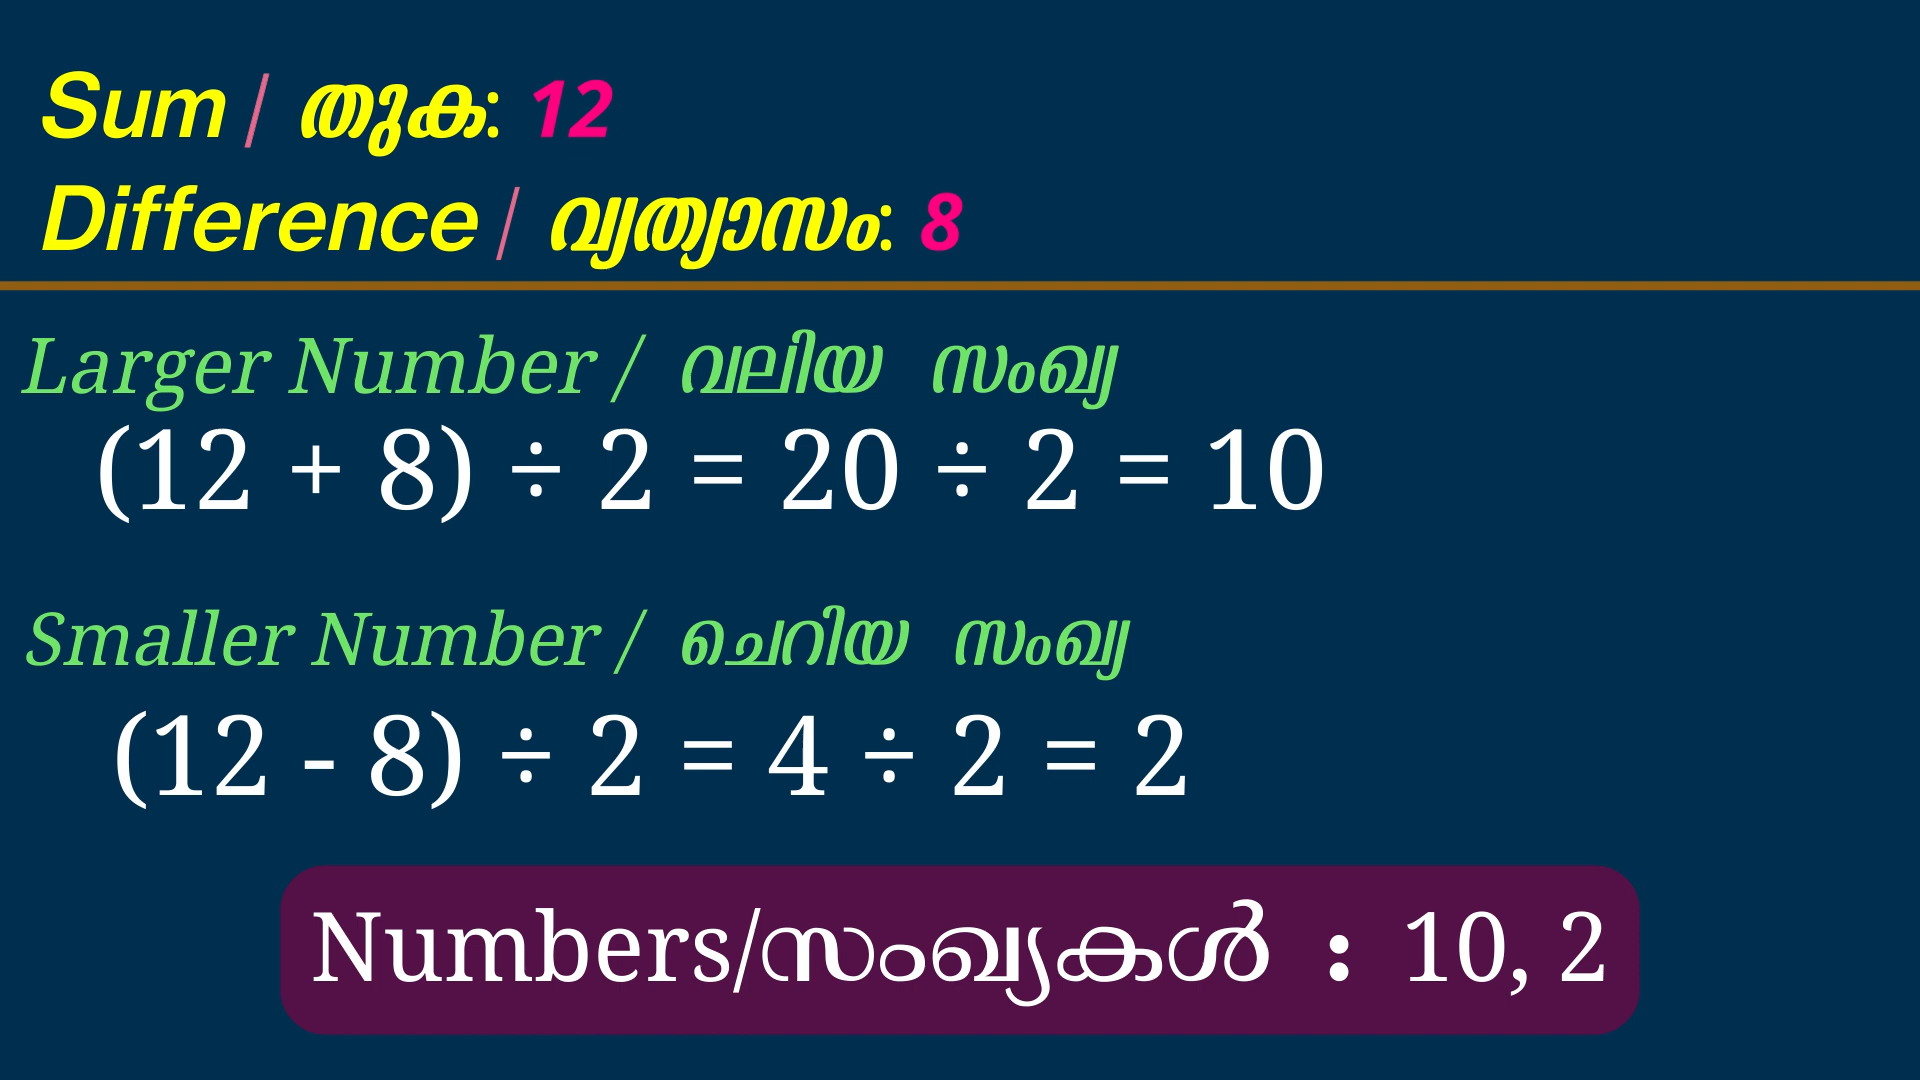 Sum / തുക: 12
Difference / വ്യത്യാസം: 8
Larger Number / വലിയ സംഖ്യ
(12 + 8) ÷ 2 = 20 ÷ 2 = 10
Smaller Number / ചെറിയ സംഖ്യ
(12 - 8) ÷ 2 = 4 ÷ 2 = 2
Numbers/സംഖ്യകൾ : 10, 2